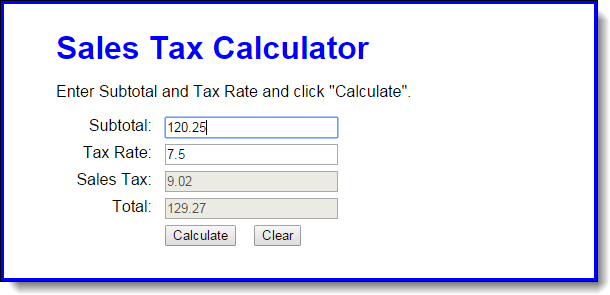 Sales Tax Calculator
Enter Subtotal and Tax Rate and click "Calculate".
Subtotal: 120.25
Tax Rate: 7.5
Sales Tax: 9.02
Total: 129.27
Calculate Clear